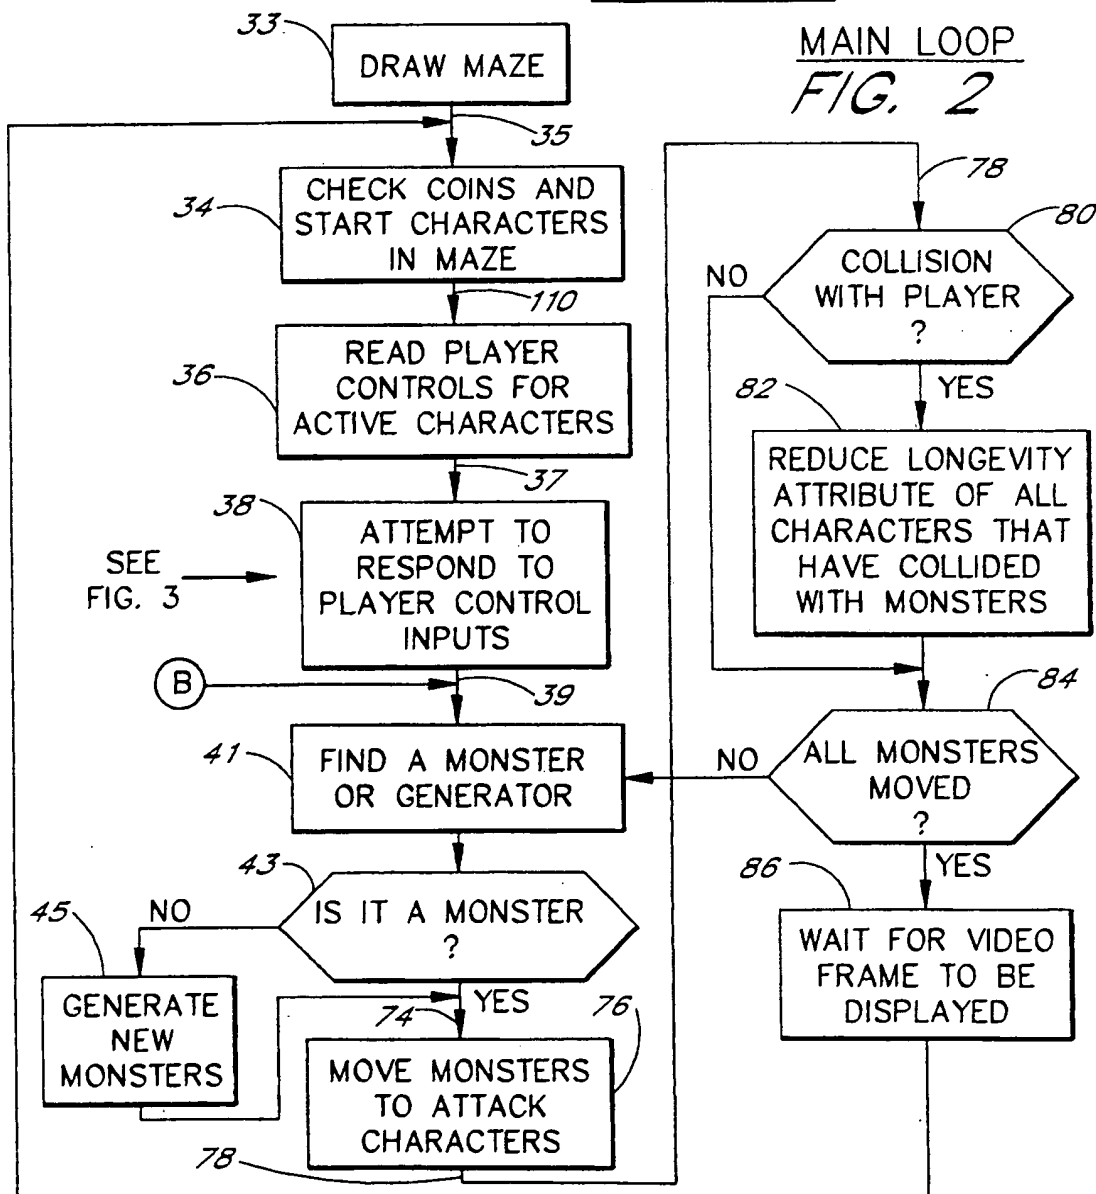 MAIN LOOP
FIG. 2
33
DRAW MAZE
35
34
CHECK COINS AND
START CHARACTERS
IN MAZE
110
36
READ PLAYER
CONTROLS FOR
ACTIVE CHARACTERS
37
38
ATTEMPT TO
RESPOND TO
PLAYER CONTROL
INPUTS
SEE
FIG. 3
B
39
41
FIND A MONSTER
OR GENERATOR
43
IS IT A MONSTER
?
NO
YES
45
GENERATE
NEW
MONSTERS
74
76
MOVE MONSTERS
TO ATTACK
CHARACTERS
78
78
80
COLLISION
WITH PLAYER
?
NO
YES
82
REDUCE LONGEVITY
ATTRIBUTE OF ALL
CHARACTERS THAT
HAVE COLLIDED
WITH MONSTERS
84
ALL MONSTERS
MOVED
?
NO
YES
86
WAIT FOR VIDEO
FRAME TO BE
DISPLAYED